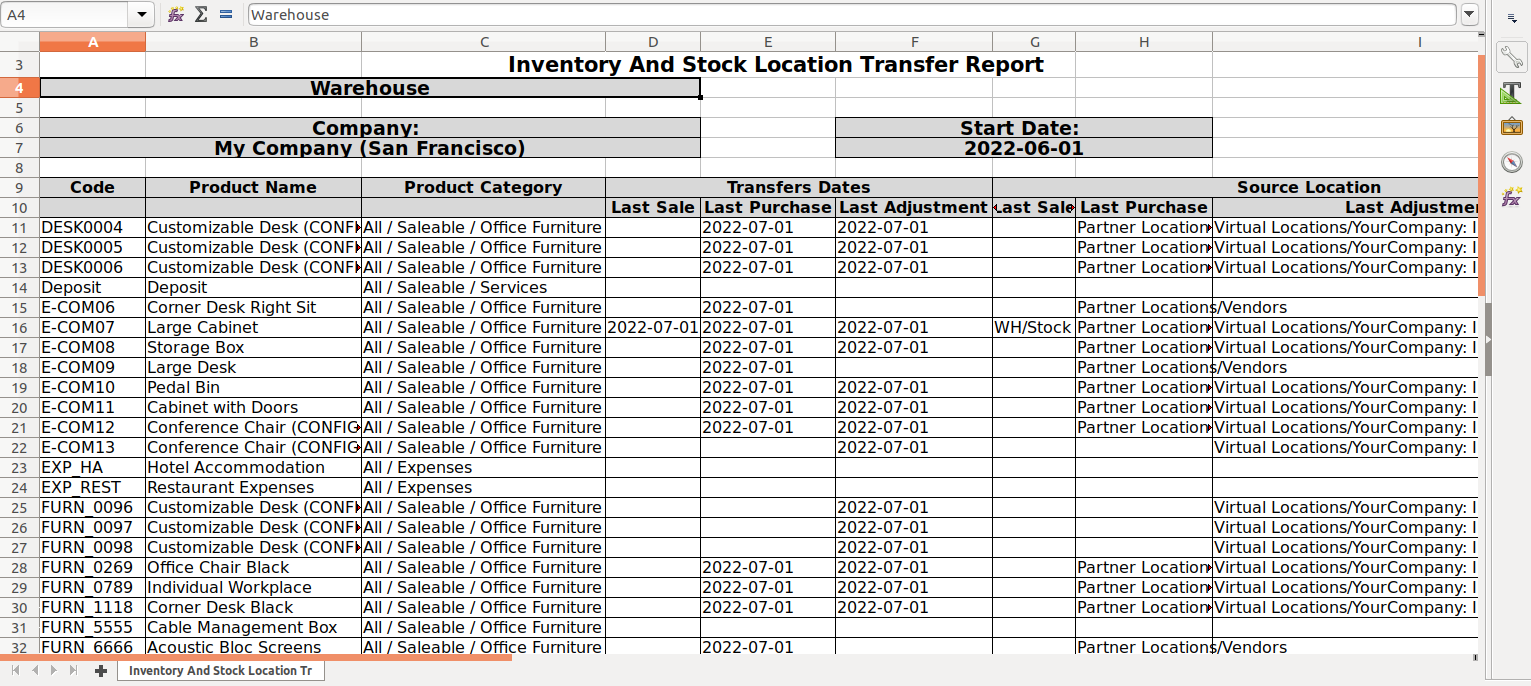 A4 Warehouse
A B C D E F G H I
3 Inventory And Stock Location Transfer Report
4 Warehouse
5
6 Company: Start Date:
7 My Company (San Francisco) 2022-06-01
8
9 Code Product Name Product Category Transfers Dates Source Location
10 Last Sale Last Purchase Last Adjustment Last Sale Last Purchase Last Adjustmen
11 DESK0004 Customizable Desk (CONF All / Saleable / Office Furniture 2022-07-01 2022-07-01 Partner Location Virtual Locations/YourCompany: I
12 DESK0005 Customizable Desk (CONF All / Saleable / Office Furniture 2022-07-01 2022-07-01 Partner Location Virtual Locations/YourCompany: I
13 DESK0006 Customizable Desk (CONF All / Saleable / Office Furniture 2022-07-01 2022-07-01 Partner Location Virtual Locations/YourCompany: I
14 Deposit Deposit All / Saleable / Services
15 E-COM06 Corner Desk Right Sit All / Saleable / Office Furniture 2022-07-01 Partner Locations/Vendors
16 E-COM07 Large Cabinet All / Saleable / Office Furniture 2022-07-01 2022-07-01 2022-07-01 WH/Stock Partner Location Virtual Locations/YourCompany: I
17 E-COM08 Storage Box All / Saleable / Office Furniture 2022-07-01 2022-07-01 Partner Location Virtual Locations/YourCompany: I
18 E-COM09 Large Desk All / Saleable / Office Furniture 2022-07-01 Partner Locations/Vendors
19 E-COM10 Pedal Bin All / Saleable / Office Furniture 2022-07-01 2022-07-01 Partner Location Virtual Locations/YourCompany: I
20 E-COM11 Cabinet with Doors All / Saleable / Office Furniture 2022-07-01 2022-07-01 Partner Location Virtual Locations/YourCompany: I
21 E-COM12 Conference Chair (CONFIG All / Saleable / Office Furniture 2022-07-01 2022-07-01 Partner Location Virtual Locations/YourCompany: I
22 E-COM13 Conference Chair (CONFIG All / Saleable / Office Furniture 2022-07-01 Virtual Locations/YourCompany: I
23 EXP_HA Hotel Accommodation All / Expenses
24 EXP_REST Restaurant Expenses All / Expenses
25 FURN_0096 Customizable Desk (CONF All / Saleable / Office Furniture 2022-07-01 Virtual Locations/YourCompany: I
26 FURN_0097 Customizable Desk (CONF All / Saleable / Office Furniture 2022-07-01 Virtual Locations/YourCompany: I
27 FURN_0098 Customizable Desk (CONF All / Saleable / Office Furniture 2022-07-01 Virtual Locations/YourCompany: I
28 FURN_0269 Office Chair Black All / Saleable / Office Furniture 2022-07-01 2022-07-01 Partner Location Virtual Locations/YourCompany: I
29 FURN_0789 Individual Workplace All / Saleable / Office Furniture 2022-07-01 2022-07-01 Partner Location Virtual Locations/YourCompany: I
30 FURN_1118 Corner Desk Black All / Saleable / Office Furniture 2022-07-01 2022-07-01 Partner Location Virtual Locations/YourCompany: I
31 FURN_5555 Cable Management Box All / Saleable / Office Furniture
32 FURN_6666 Acoustic Bloc Screens All / Saleable / Office Furniture 2022-07-01 Partner Locations/Vendors
Inventory And Stock Location Tr